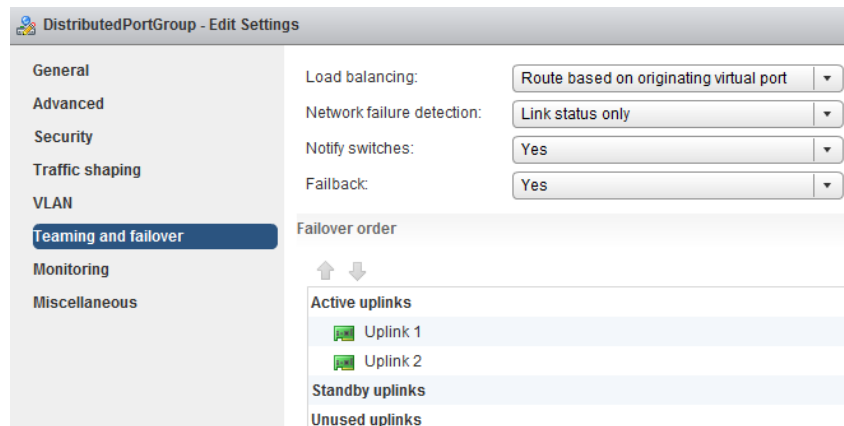 DistributedPortGroup - Edit Settings
General
Advanced
Security
Traffic shaping
VLAN
Teaming and failover
Monitoring
Miscellaneous
Load balancing: Route based on originating virtual port
Network failure detection: Link status only
Notify switches: Yes
Failback: Yes
Failover order
Active uplinks
Uplink 1
Uplink 2
Standby uplinks
Unused uplinks